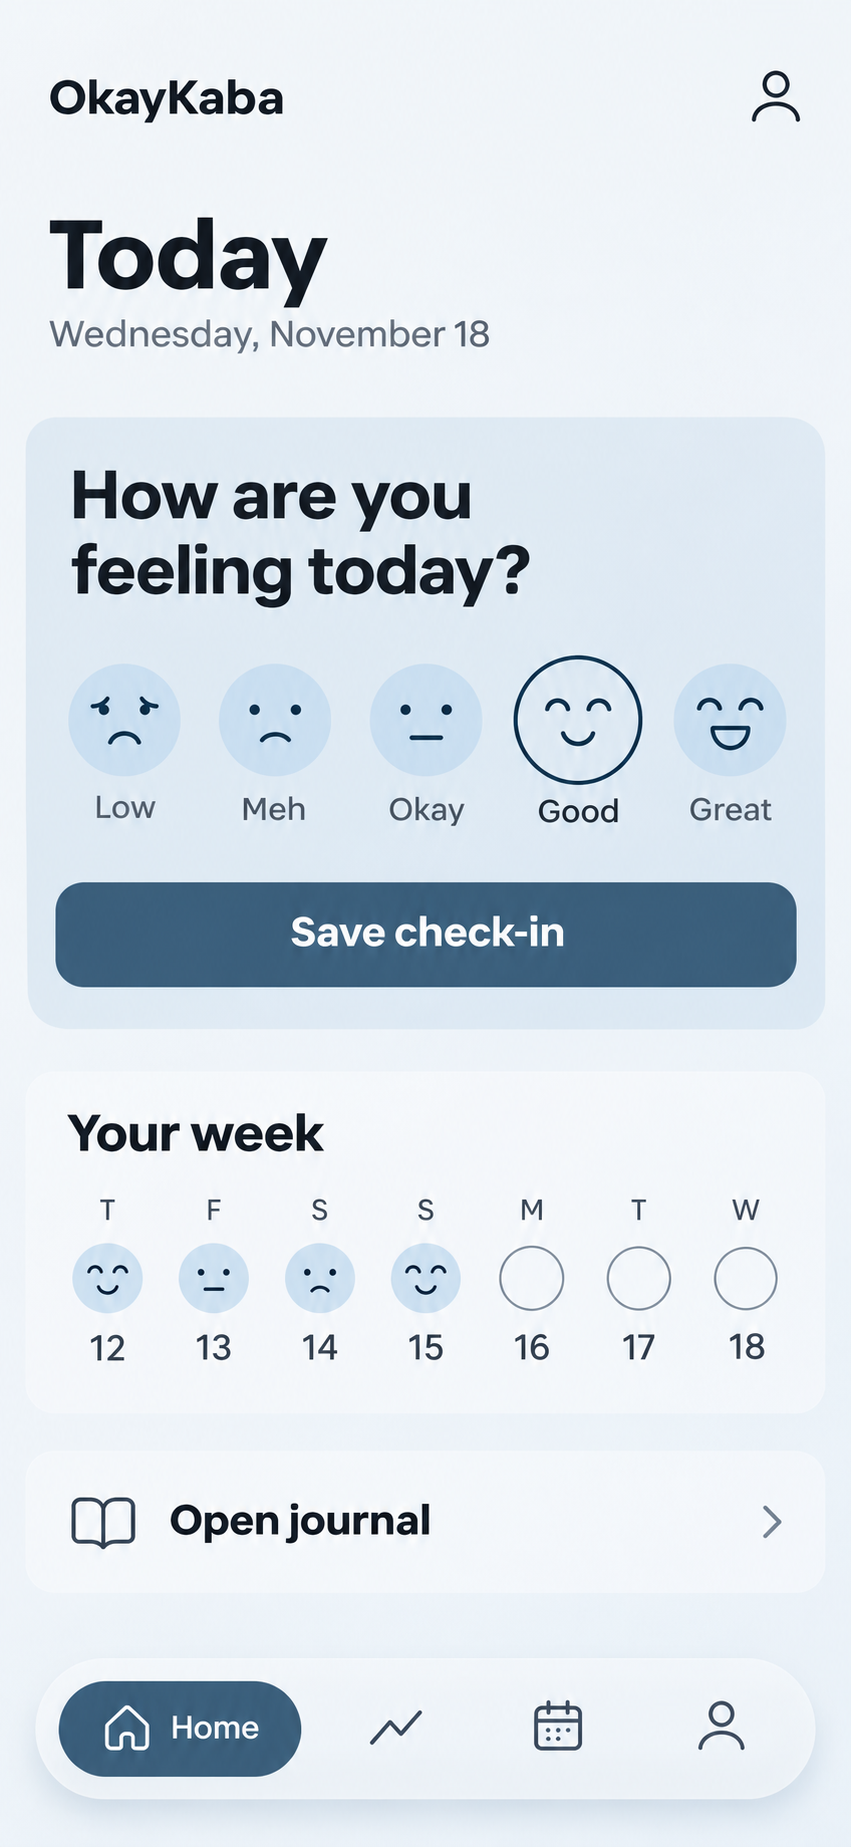 OkayKaba
Today
Wednesday, November 18
How are you
feeling today?
Low Meh Okay Good Great
Save check-in
Your week
T F S S M T W
12 13 14 15 16 17 18
Open journal
Home